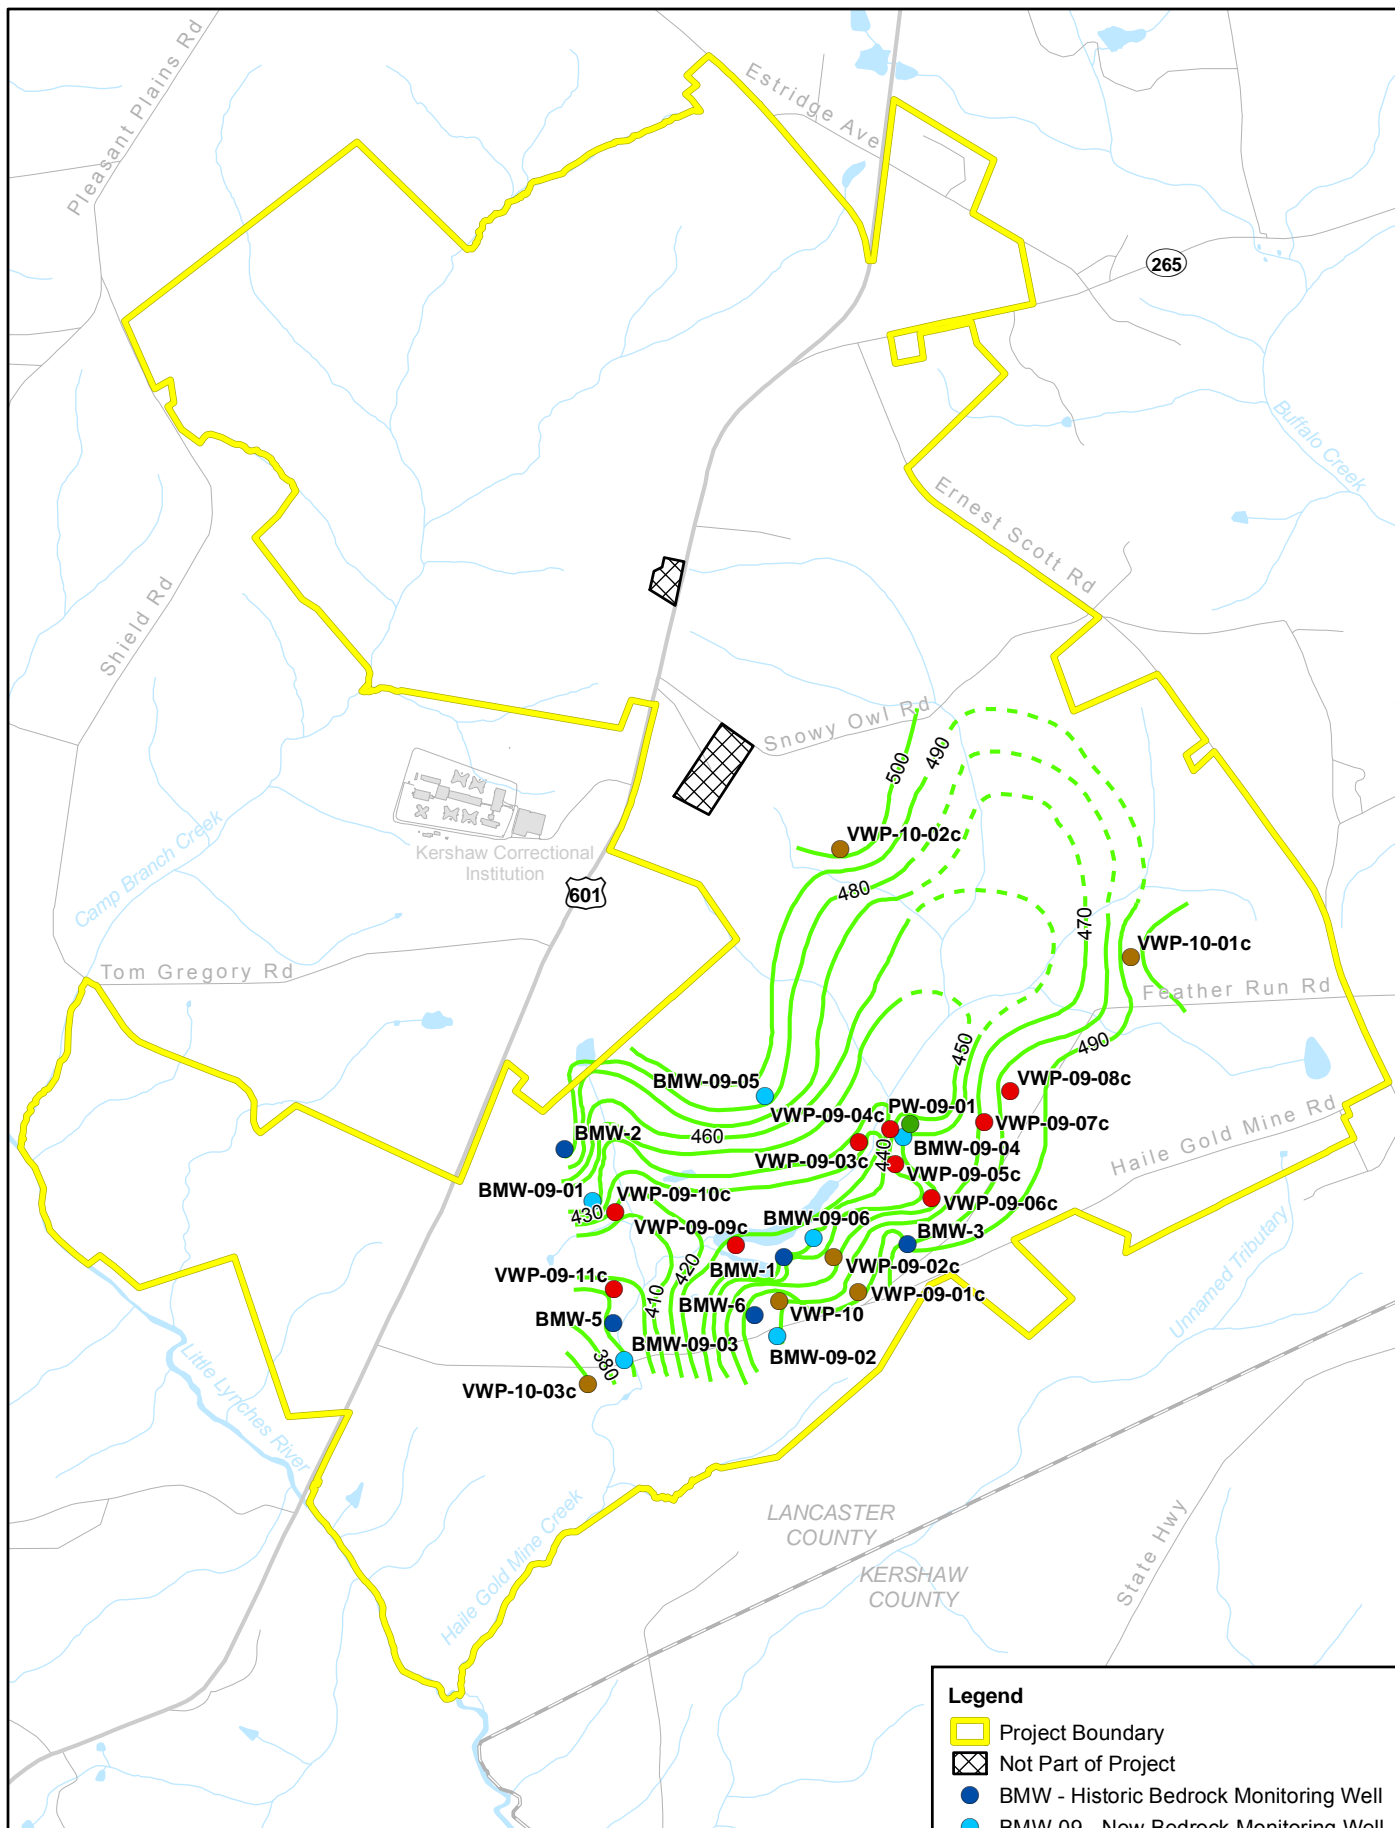 Pleasant Plains Rd
Estridge Ave
265
Buffalo Creek
Ernest Scott Rd
Shield Rd
Snowy Owl Rd
500
490
VWP-10-02c
Kershaw Correctional
Institution
480
601
Camp Branch Creek
470
VWP-10-01c
Tom Gregory Rd
Feather Run Rd
450
490
BMW-09-05
VWP-09-08c
PW-09-01
VWP-09-04c
VWP-09-07c
BMW-2
460
BMW-09-04
Haile Gold Mine Rd
VWP-09-03c
440
VWP-09-05c
BMW-09-01
VWP-09-10c
VWP-09-06c
430
VWP-09-09c
BMW-09-06
BMW-3
Unnamed Tributary
420
BMW-1
VWP-09-02c
VWP-09-11c
410
VWP-09-01c
BMW-6
VWP-10
BMW-5
BMW-09-03
BMW-09-02
380
VWP-10-03c
Little Lynches River
LANCASTER
COUNTY
Haile Gold Mine Creek
KERSHAW
COUNTY
State Hwy
Legend
Project Boundary
Not Part of Project
BMW - Historic Bedrock Monitoring Well
BMW-09 - New Bedrock Monitoring Well